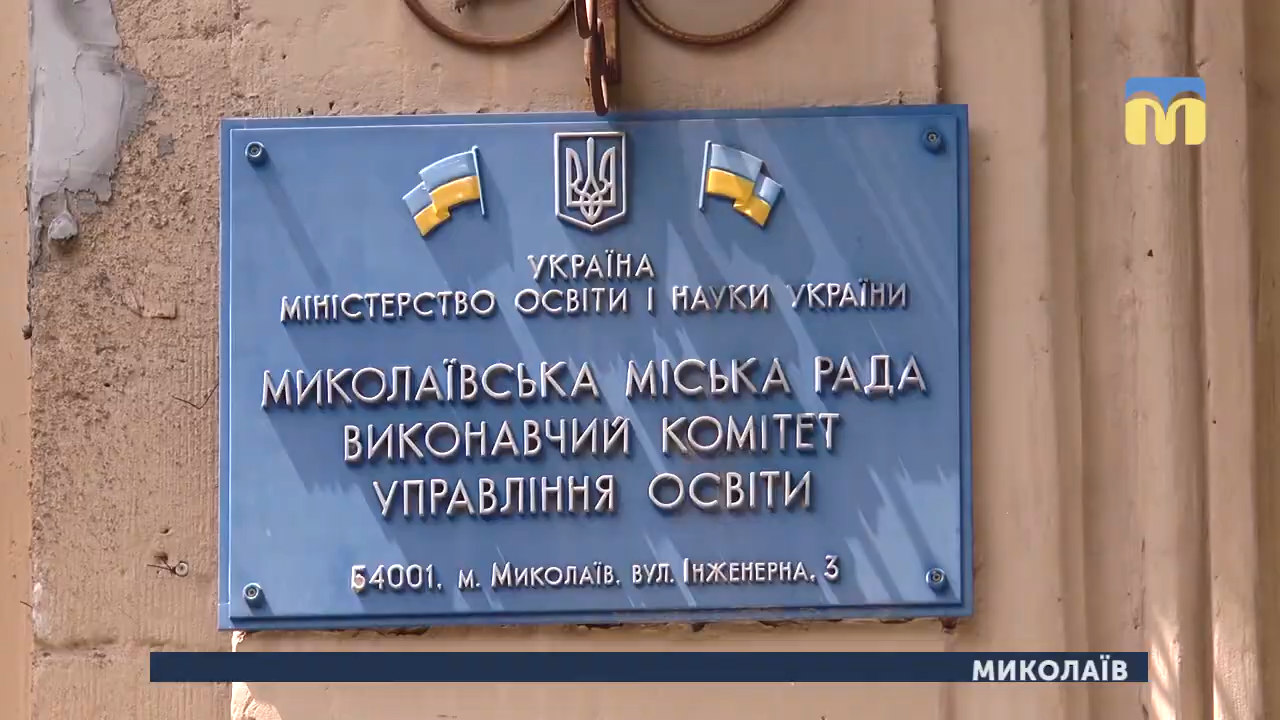 УКРАЇНА
МІНІСТЕРСТВО ОСВІТИ І НАУКИ УКРАЇНИ
МИКОЛАЇВСЬКА МІСЬКА РАДА
ВИКОНАВЧИЙ КОМІТЕТ
УПРАВЛІННЯ ОСВІТИ
54001, м. МИКОЛАЇВ, ВУЛ. ІНЖЕНЕРНА, 3
МИКОЛАЇВ